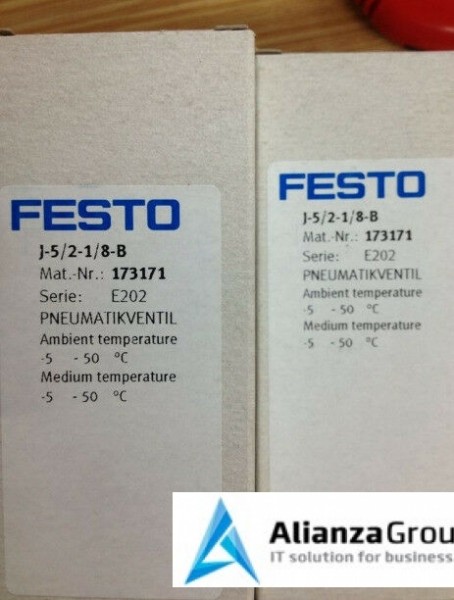 FESTO
J-5/2-1/8-B
Mat.-Nr.: 173171
Serie: E202
PNEUMATIKVENTIL
Ambient temperature
-5 - 50 °C
Medium temperature
-5 - 50 °C
FESTO
J-5/2-1/8-B
Mat.-Nr.: 173171
Serie: E202
PNEUMATIKVENTIL
Ambient temperature
-5 - 50 °C
Medium temperature
-5 - 50 °C
AlianzaGrou
IT solution for business